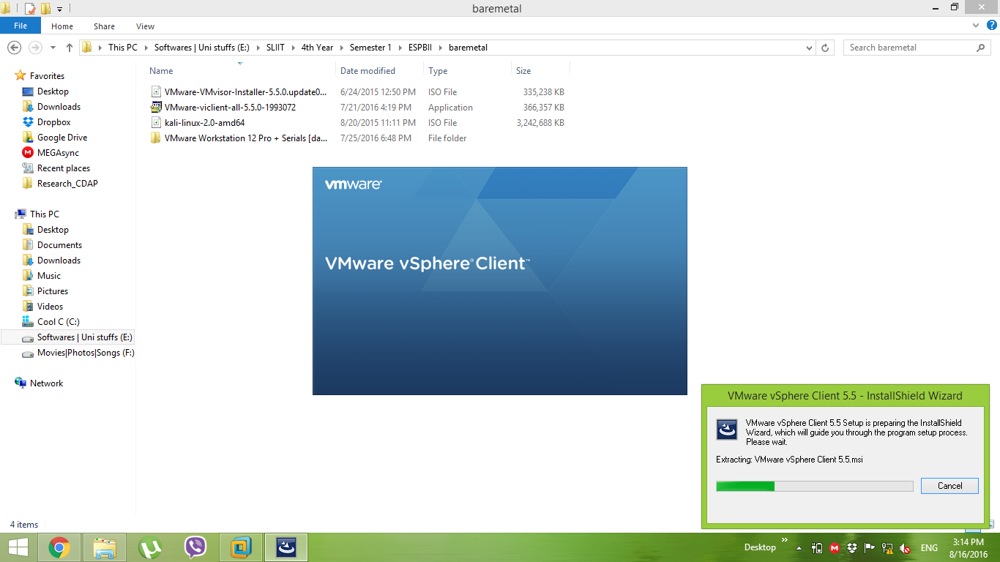 baremetal
File Home Share View
This PC Softwares | Uni stuffs (E:) SLIIT 4th Year Semester 1 ESPBII baremetal
Search baremetal
Name Date modified Type Size
VMware-VMvisor-Installer-5.5.0.update0... 6/24/2015 12:50 PM ISO File 335,238 KB
VMware-viclient-all-5.5.0-1993072 7/21/2016 4:19 PM Application 366,357 KB
kali-linux-2.0-amd64 8/20/2015 11:11 PM ISO File 3,242,688 KB
VMware Workstation 12 Pro + Serials [da... 7/25/2016 6:48 PM File folder
Favorites
Desktop
Downloads
Dropbox
Google Drive
MEGAsync
Recent places
Research_CDAP
This PC
Desktop
Documents
Downloads
Music
Pictures
Videos
Cool C (C:)
Softwares | Uni stuffs (E:)
Movies|Photos|Songs (F:)
Network
vmware®
VMware vSphere® Client™
VMware vSphere Client 5.5 - InstallShield Wizard
VMware vSphere Client 5.5 Setup is preparing the InstallShield
Wizard, which will guide you through the program setup process.
Please wait.
Extracting: VMware vSphere Client 5.5.msi
Cancel
4 items
Desktop
ENG
3:14 PM
8/16/2016